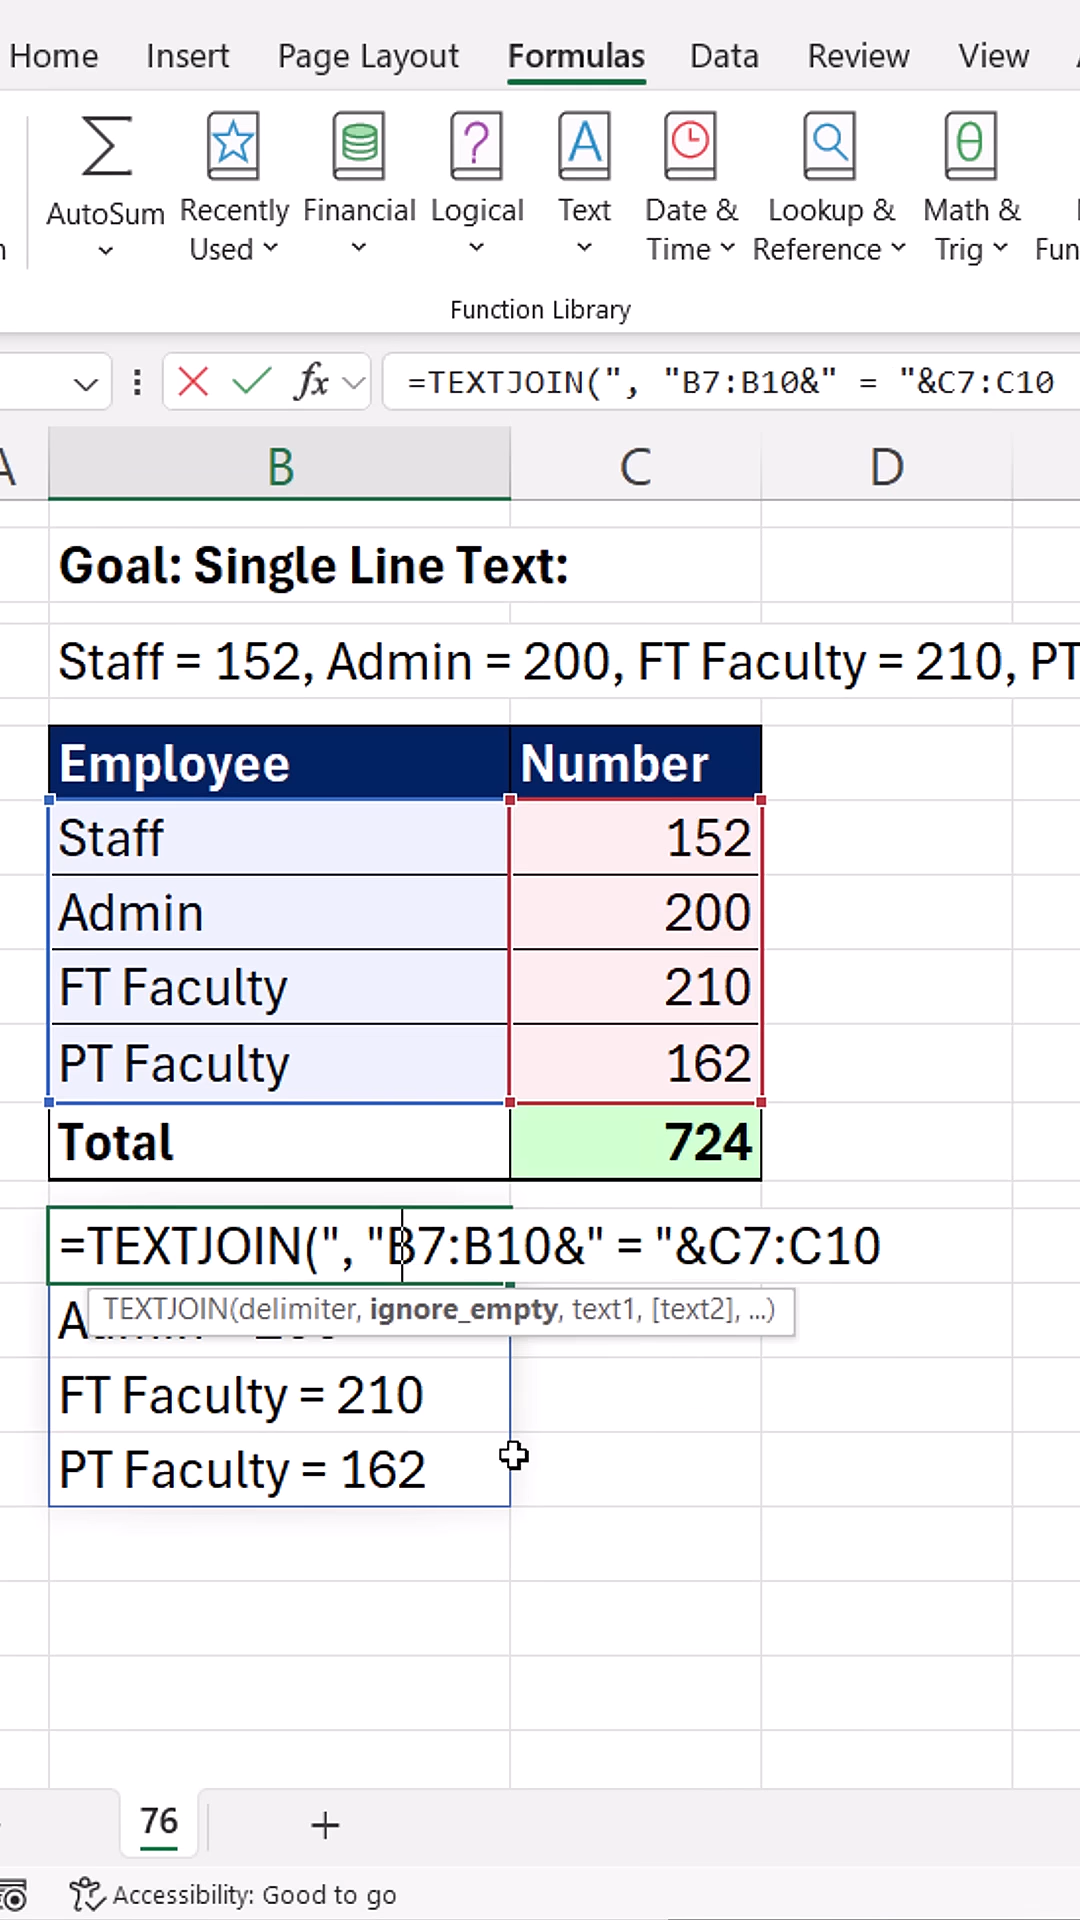 Home Insert Page Layout Formulas Data Review View
AutoSum Recently Used Financial Logical Text Date & Time Lookup & Reference Math & Trig Fun
Function Library
fx =TEXTJOIN(", "B7:B10&" = "&C7:C10
A B C D
Goal: Single Line Text:
Staff = 152, Admin = 200, FT Faculty = 210, PT
Employee Number
Staff 152
Admin 200
FT Faculty 210
PT Faculty 162
Total 724
=TEXTJOIN(", "B7:B10&" = "&C7:C10
TEXTJOIN(delimiter, ignore_empty, text1, [text2], ...)
FT Faculty = 210
PT Faculty = 162
76 +
Accessibility: Good to go